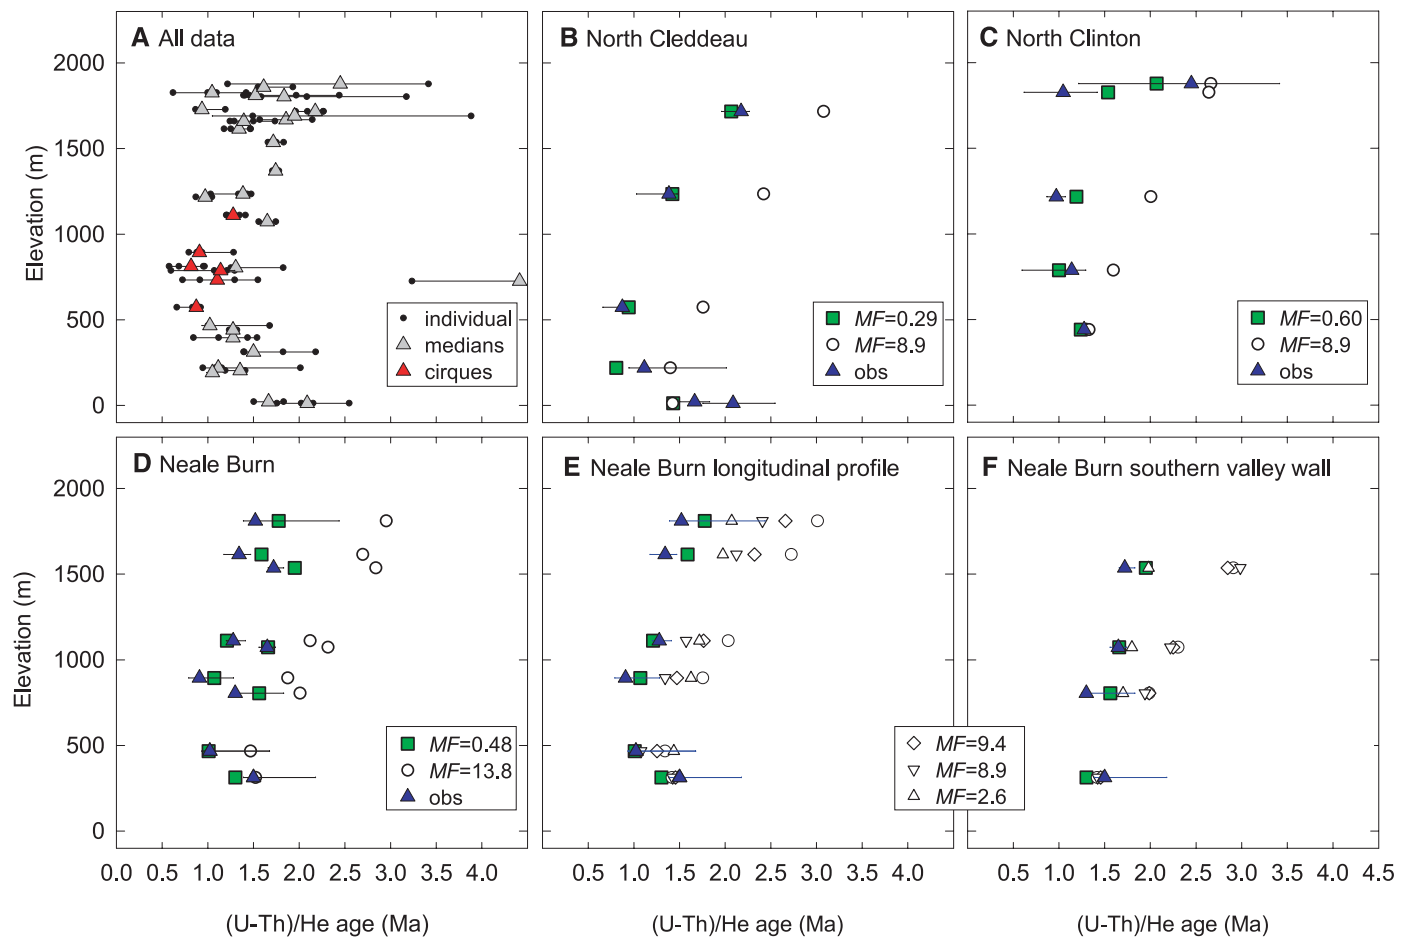 A All data
B North Cleddeau
C North Clinton
2000
1500
1000
500
0
Elevation (m)
individual
medians
cirques
MF=0.29
MF=8.9
obs
MF=0.60
MF=8.9
obs
D Neale Burn
E Neale Burn longitudinal profile
F Neale Burn southern valley wall
2000
1500
1000
500
0
Elevation (m)
MF=0.48
MF=13.8
obs
MF=9.4
MF=8.9
MF=2.6
0.0 0.5 1.0 1.5 2.0 2.5 3.0 3.5 4.0
0.5 1.0 1.5 2.0 2.5 3.0 3.5 4.0
0.5 1.0 1.5 2.0 2.5 3.0 3.5 4.0 4.5
(U-Th)/He age (Ma)
(U-Th)/He age (Ma)
(U-Th)/He age (Ma)